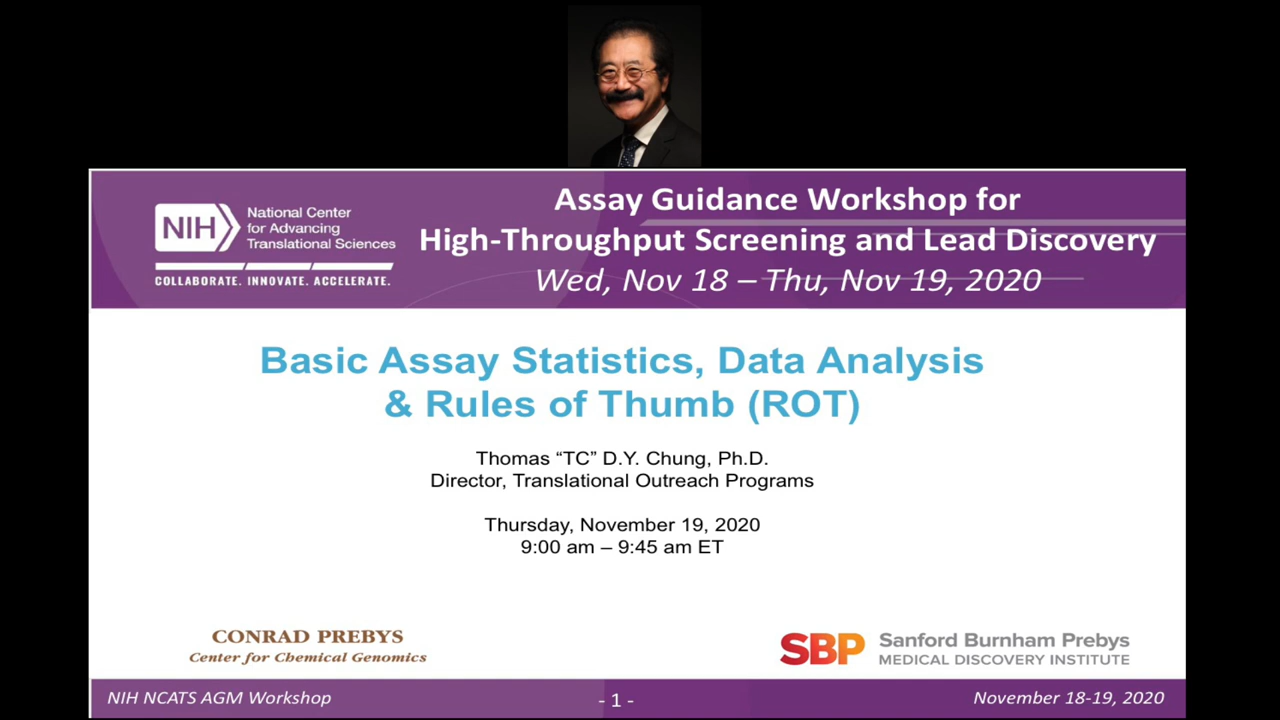 NIH
National Center
for Advancing
Translational Sciences
COLLABORATE. INNOVATE. ACCELERATE.
Assay Guidance Workshop for
High-Throughput Screening and Lead Discovery
Wed, Nov 18 – Thu, Nov 19, 2020
Basic Assay Statistics, Data Analysis
& Rules of Thumb (ROT)
Thomas “TC” D.Y. Chung, Ph.D.
Director, Translational Outreach Programs
Thursday, November 19, 2020
9:00 am – 9:45 am ET
CONRAD PREBYS
Center for Chemical Genomics
SBP
Sanford Burnham Prebys
MEDICAL DISCOVERY INSTITUTE
NIH NCATS AGM Workshop
- 1 -
November 18-19, 2020